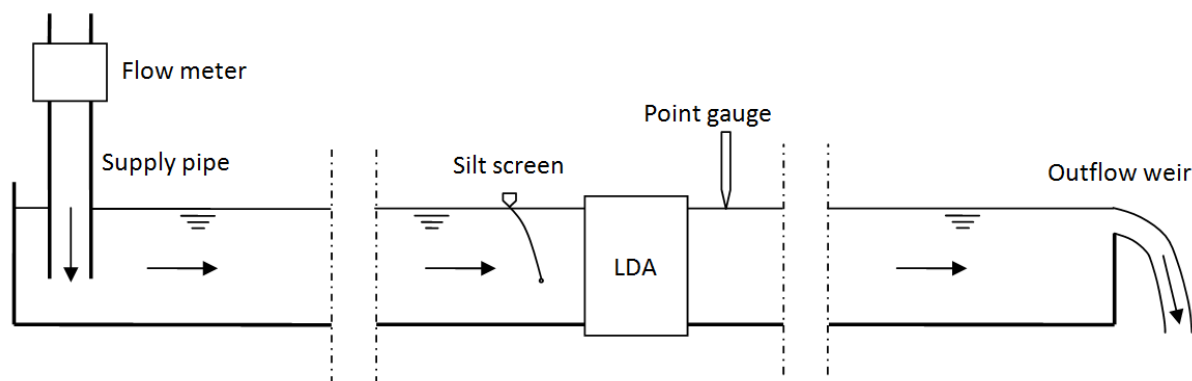 Flow meter
Point gauge
Supply pipe
Silt screen
Outflow weir
LDA